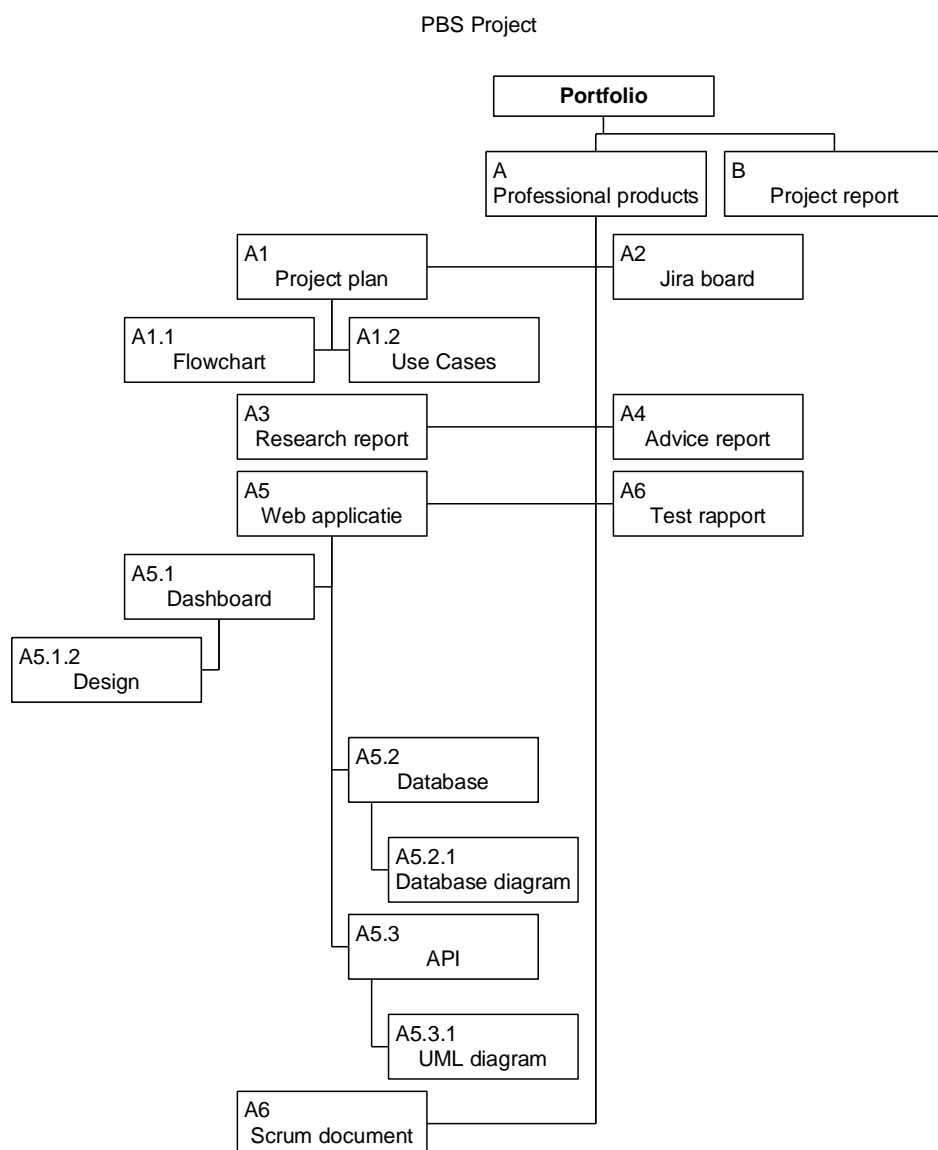 PBS Project
Portfolio
A
Professional products
B
Project report
A1
Project plan
A2
Jira board
A1.1
Flowchart
A1.2
Use Cases
A3
Research report
A4
Advice report
A5
Web applicatie
A6
Test rapport
A5.1
Dashboard
A5.1.2
Design
A5.2
Database
A5.2.1
Database diagram
A5.3
API
A5.3.1
UML diagram
A6
Scrum document